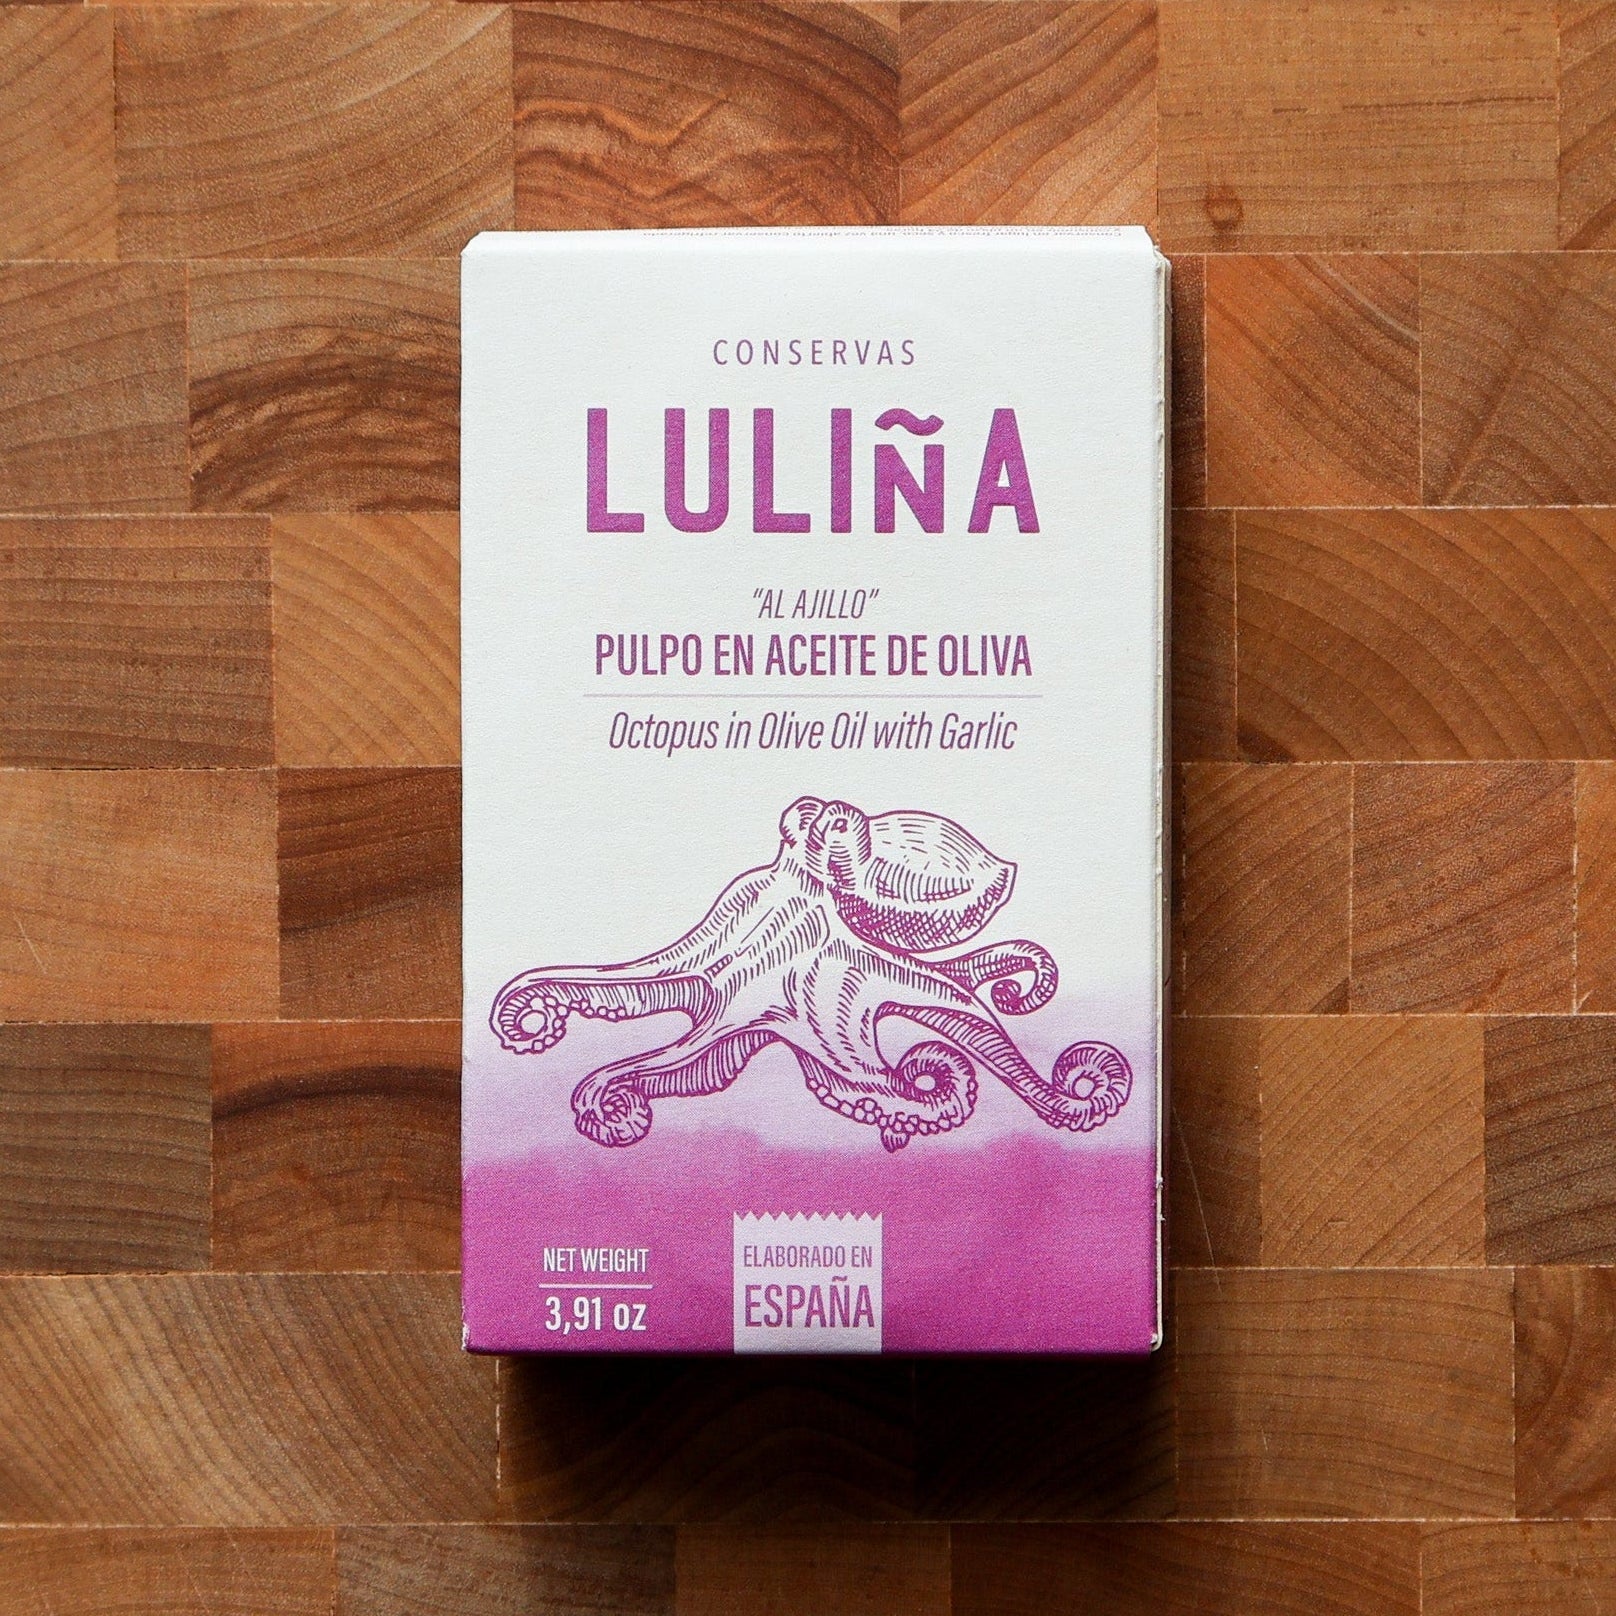 CONSERVAS
LULIÑA
"AL AJILLO"
PULPO EN ACEITE DE OLIVA
Octopus in Olive Oil with Garlic
NET WEIGHT
3,91 oz
ELABORADO EN
ESPAÑA